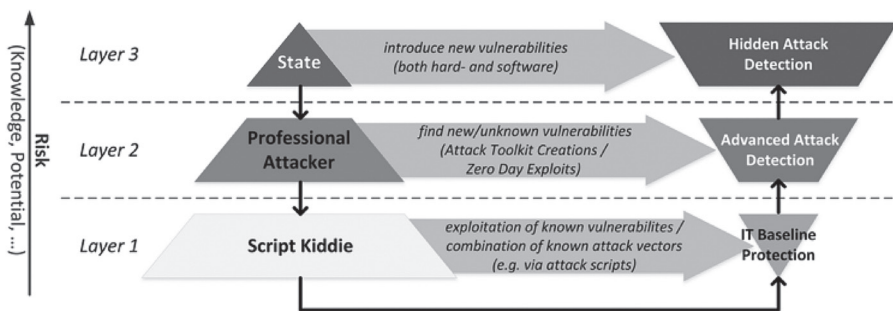 Risk
(Knowledge, Potential, ...)
Layer 3
State
introduce new vulnerabilities
(both hard- and software)
Hidden Attack
Detection
Layer 2
Professional
Attacker
find new/unknown vulnerabilities
(Attack Toolkit Creations /
Zero Day Exploits)
Advanced Attack
Detection
Layer 1
Script Kiddie
exploitation of known vulnerabilites /
combination of known attack vectors
(e.g. via attack scripts)
IT Baseline
Protection